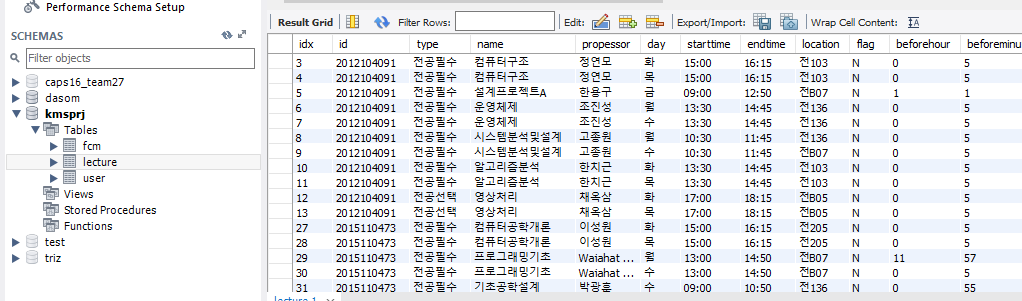 Performance Schema Setup
SCHEMAS
Filter objects
caps16_team27
dasom
kmsprj
Tables
fcm
lecture
user
Views
Stored Procedures
Functions
test
triz
Result Grid Filter Rows: Edit: Export/Import: Wrap Cell Content:
idx id type name propessor day starttime endtime location flag beforehour beforeminu
3 2012104091 전공필수 컴퓨터구조 정연모 화 15:00 16:15 전103 N 0 5
4 2012104091 전공필수 컴퓨터구조 정연모 목 15:00 16:15 전103 N 0 5
5 2012104091 전공필수 설계프로젝트A 한용구 금 09:00 12:50 전B07 N 1 1
6 2012104091 전공필수 운영체제 조진성 월 13:30 14:45 전136 N 0 5
7 2012104091 전공필수 운영체제 조진성 수 13:30 14:45 전136 N 0 5
8 2012104091 전공필수 시스템분석및설계 고종원 월 10:30 11:45 전136 N 0 5
9 2012104091 전공필수 시스템분석및설계 고종원 수 10:30 11:45 전B07 N 0 5
10 2012104091 전공필수 알고리즘분석 한치근 화 13:30 14:45 전103 N 0 5
11 2012104091 전공필수 알고리즘분석 한치근 목 13:30 14:45 전103 N 0 5
12 2012104091 전공선택 영상처리 채옥삼 화 17:00 18:15 전B05 N 0 5
13 2012104091 전공선택 영상처리 채옥삼 목 17:00 18:15 전B05 N 0 5
27 2015110473 전공필수 컴퓨터공학개론 이성원 화 15:00 16:15 전205 N 0 5
28 2015110473 전공필수 컴퓨터공학개론 이성원 목 15:00 16:15 전205 N 0 5
29 2015110473 전공필수 프로그래밍기초 Waiahat ... 월 13:00 14:50 전B07 N 11 57
30 2015110473 전공필수 프로그래밍기초 Waiahat ... 수 13:00 14:50 전B07 N 0 5
31 2015110473 전공필수 기초공학설계 박광훈 수 09:00 10:50 전136 N 0 55
lecture 1